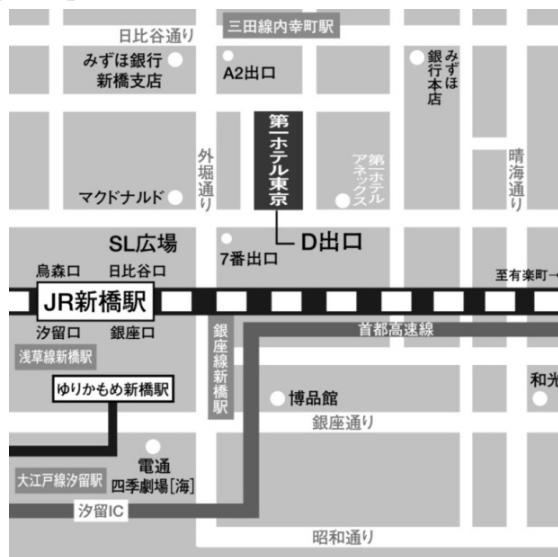 日比谷通り
三田線内幸町駅
みずほ銀行
新橋支店
A2出口
みずほ
銀行本店
第一ホテル東京
第一ホテル
アネックス
外堀通り
晴海通り
マクドナルド
SL広場
D出口
7番出口
烏森口
日比谷口
至有楽町→
JR新橋駅
汐留口
銀座口
首都高速線
浅草線新橋駅
銀座線新橋駅
ゆりかもめ新橋駅
博品館
和光
銀座通り
電通
四季劇場[海]
大江戸線汐留駅
汐留IC
昭和通り